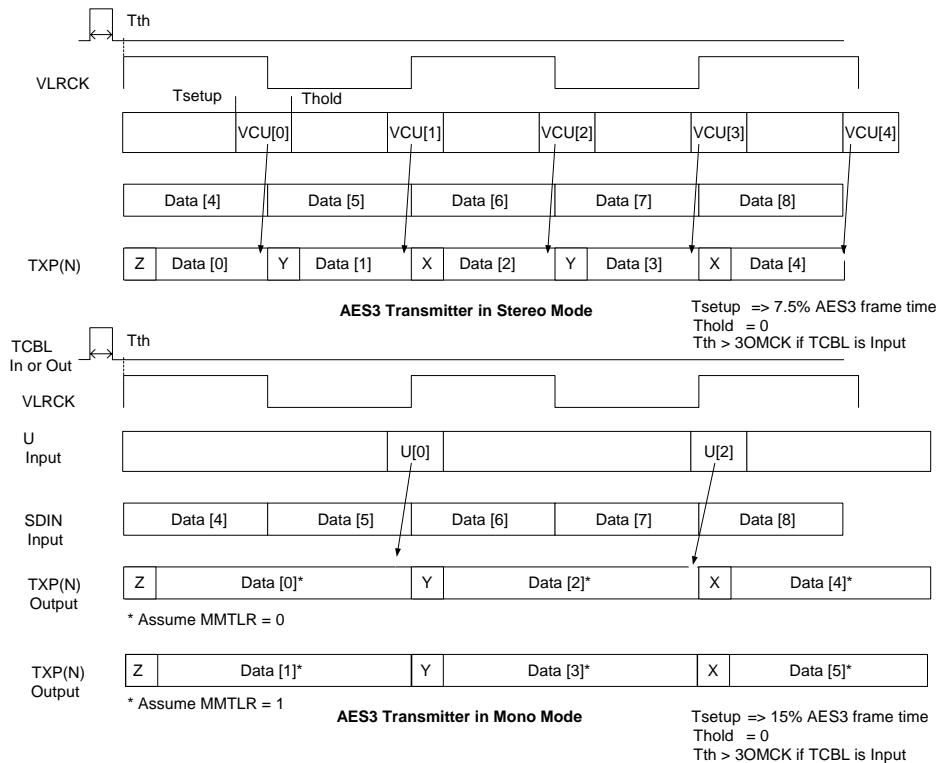 Tth
VLRCK
Tsetup Thold
VCU[0] VCU[1] VCU[2] VCU[3] VCU[4]
Data [4] Data [5] Data [6] Data [7] Data [8]
TXP(N) Z Data [0] Y Data [1] X Data [2] Y Data [3] X Data [4]
AES3 Transmitter in Stereo Mode
Tsetup => 7.5% AES3 frame time
Thold = 0
Tth > 3OMCK if TCBL is Input
TCBL
In or Out
Tth
VLRCK
U
Input
U[0] U[2]
SDIN
Input
Data [4] Data [5] Data [6] Data [7] Data [8]
TXP(N)
Output
Z Data [0]* Y Data [2]* X Data [4]*
* Assume MMTLR = 0
TXP(N)
Output
Z Data [1]* Y Data [3]* X Data [5]*
* Assume MMTLR = 1
AES3 Transmitter in Mono Mode
Tsetup => 15% AES3 frame time
Thold = 0
Tth > 3OMCK if TCBL is Input